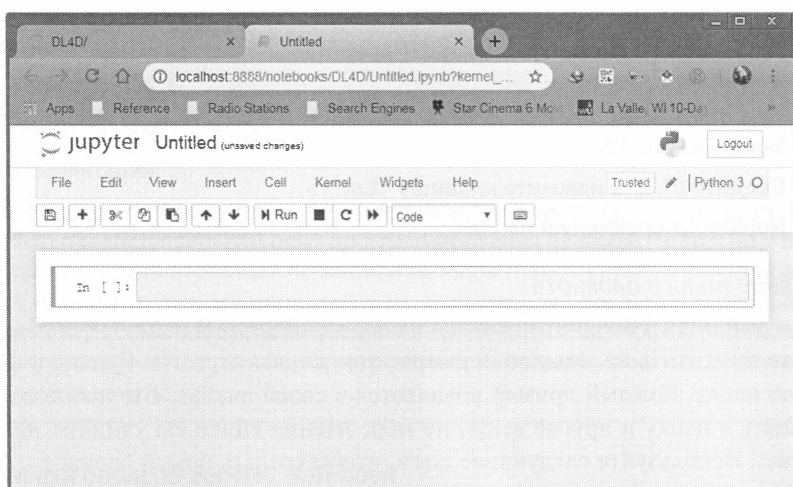 DL4D/ Untitled
localhost:8888/notebooks/DL4D/Untitled.ipynb?kernel_...
Apps Reference Radio Stations Search Engines Star Cinema 6 Mov La Valle, WI 10-Da »
jupyter Untitled (unsaved changes) Logout
File Edit View Insert Cell Kernel Widgets Help Trusted Python 3
Run Code
In [ ]: